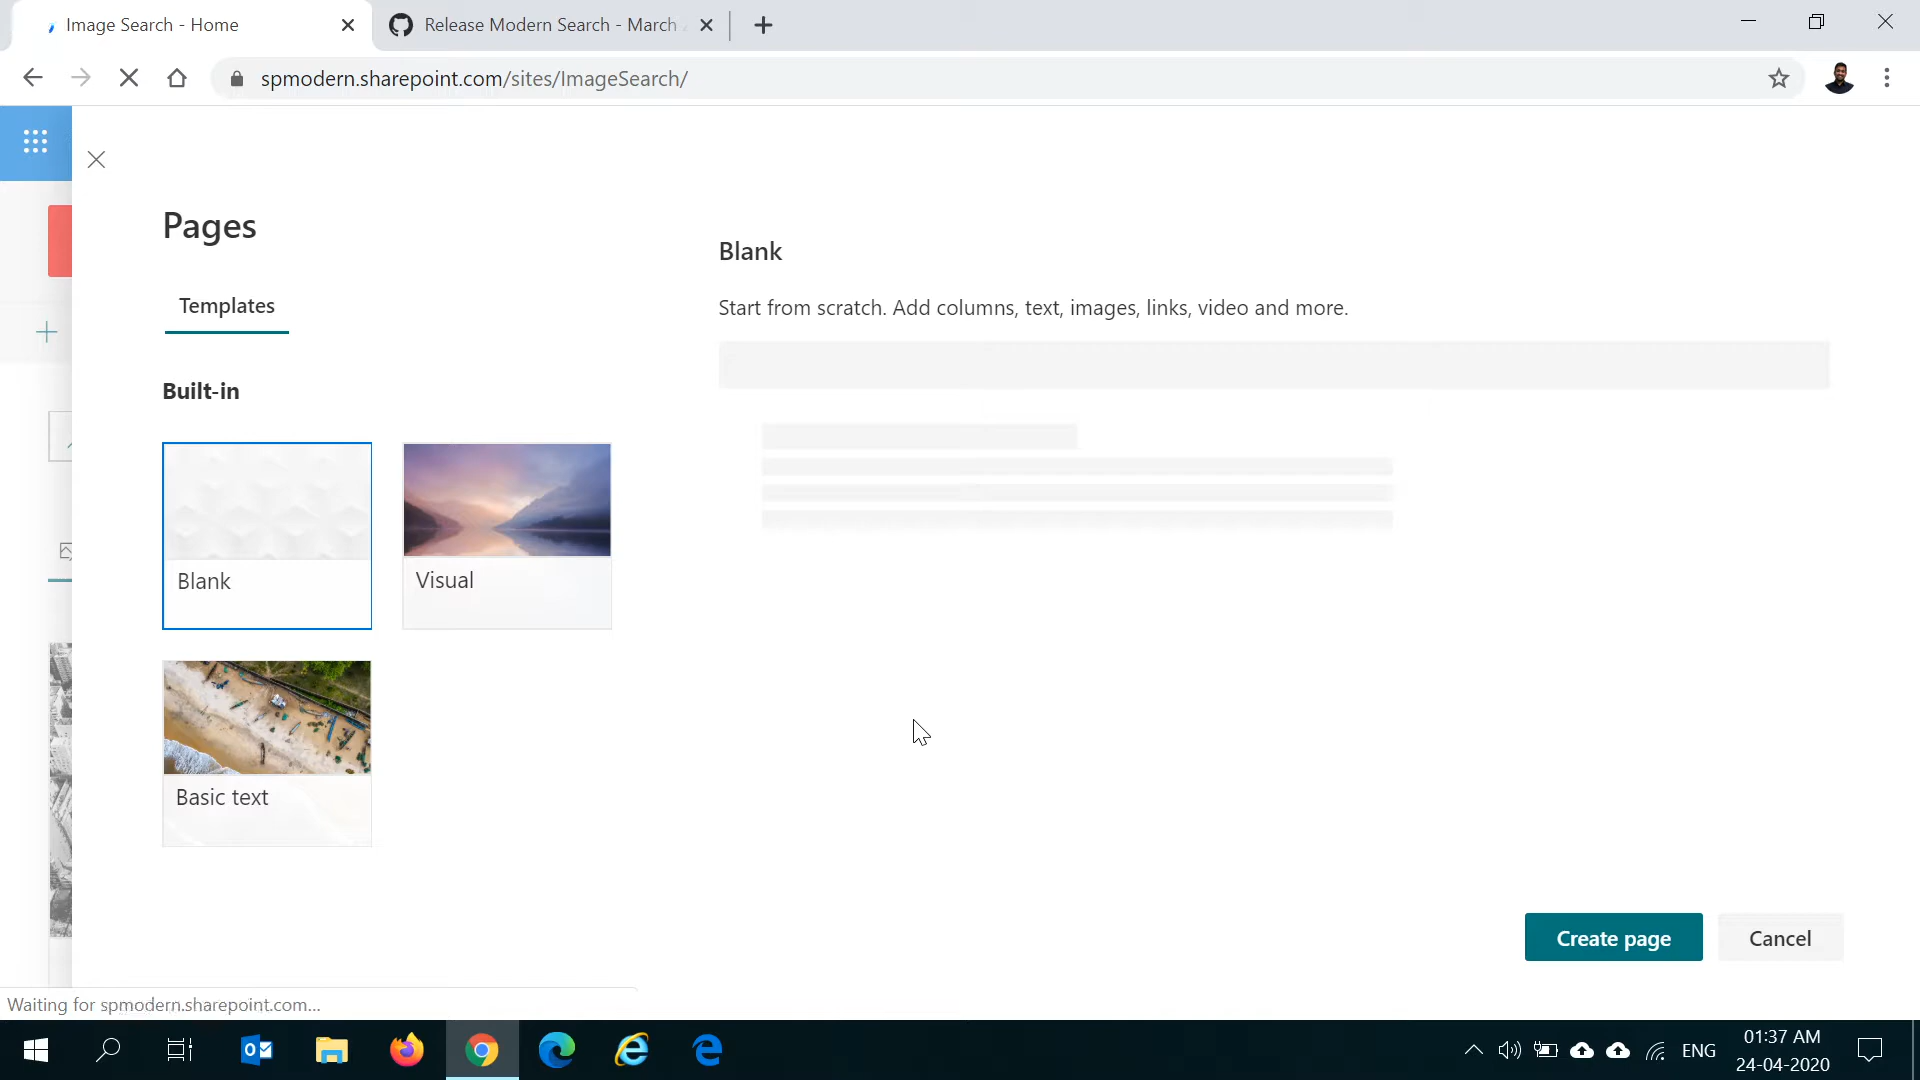 Image Search - Home
Release Modern Search - March
spmodern.sharepoint.com/sites/ImageSearch/
Pages
Templates
Built-in
Blank
Visual
Basic text
Blank
Start from scratch. Add columns, text, images, links, video and more.
Create page
Cancel
Waiting for spmodern.sharepoint.com...
ENG
01:37 AM
24-04-2020